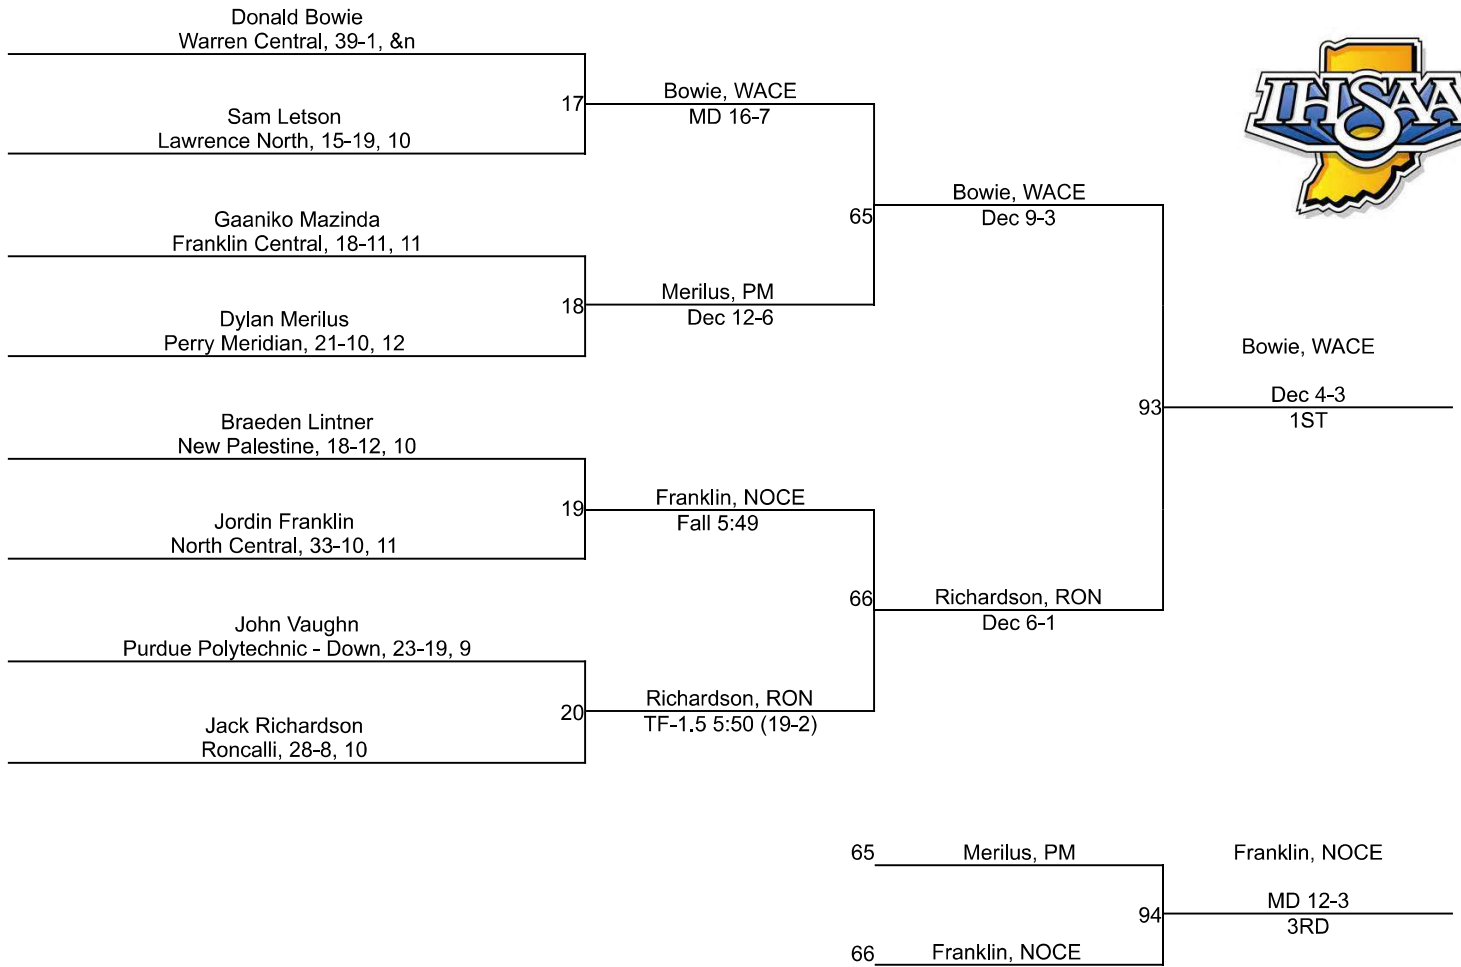 Donald Bowie
Warren Central, 39-1, &n
Sam Letson
Lawrence North, 15-19, 10
Gaaniko Mazinda
Franklin Central, 18-11, 11
Dylan Merilus
Perry Meridian, 21-10, 12
Braeden Lintner
New Palestine, 18-12, 10
Jordin Franklin
North Central, 33-10, 11
John Vaughn
Purdue Polytechnic - Down, 23-19, 9
Jack Richardson
Roncalli, 28-8, 10
17
Bowie, WACE
MD 16-7
18
Merilus, PM
Dec 12-6
19
Franklin, NOCE
Fall 5:49
20
Richardson, RON
TF-1.5 5:50 (19-2)
65
Bowie, WACE
Dec 9-3
66
Richardson, RON
Dec 6-1
93
Bowie, WACE
Dec 4-3
1ST
IHSAA
65
Merilus, PM
66
Franklin, NOCE
94
Franklin, NOCE
MD 12-3
3RD